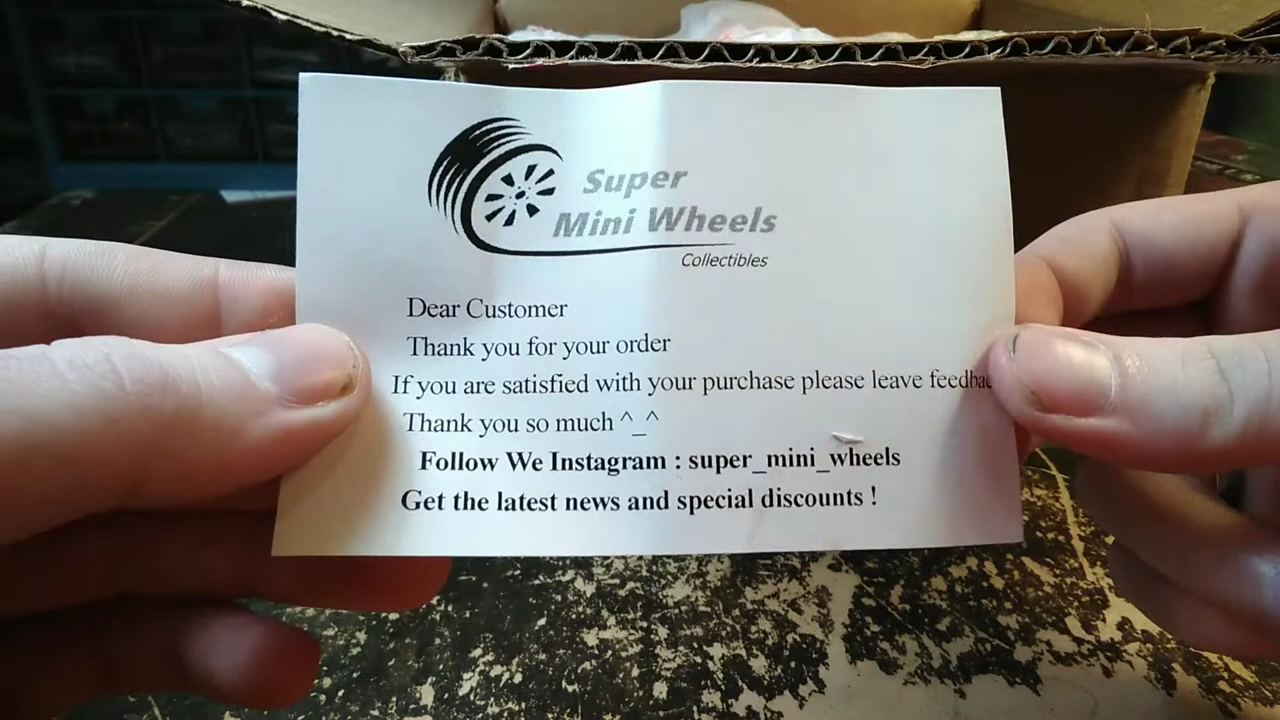 Super
Mini Wheels
Collectibles
Dear Customer
Thank you for your order
If you are satisfied with your purchase please leave feedbac
Thank you so much ^_^
Follow We Instagram : super_mini_wheels
Get the latest news and special discounts !